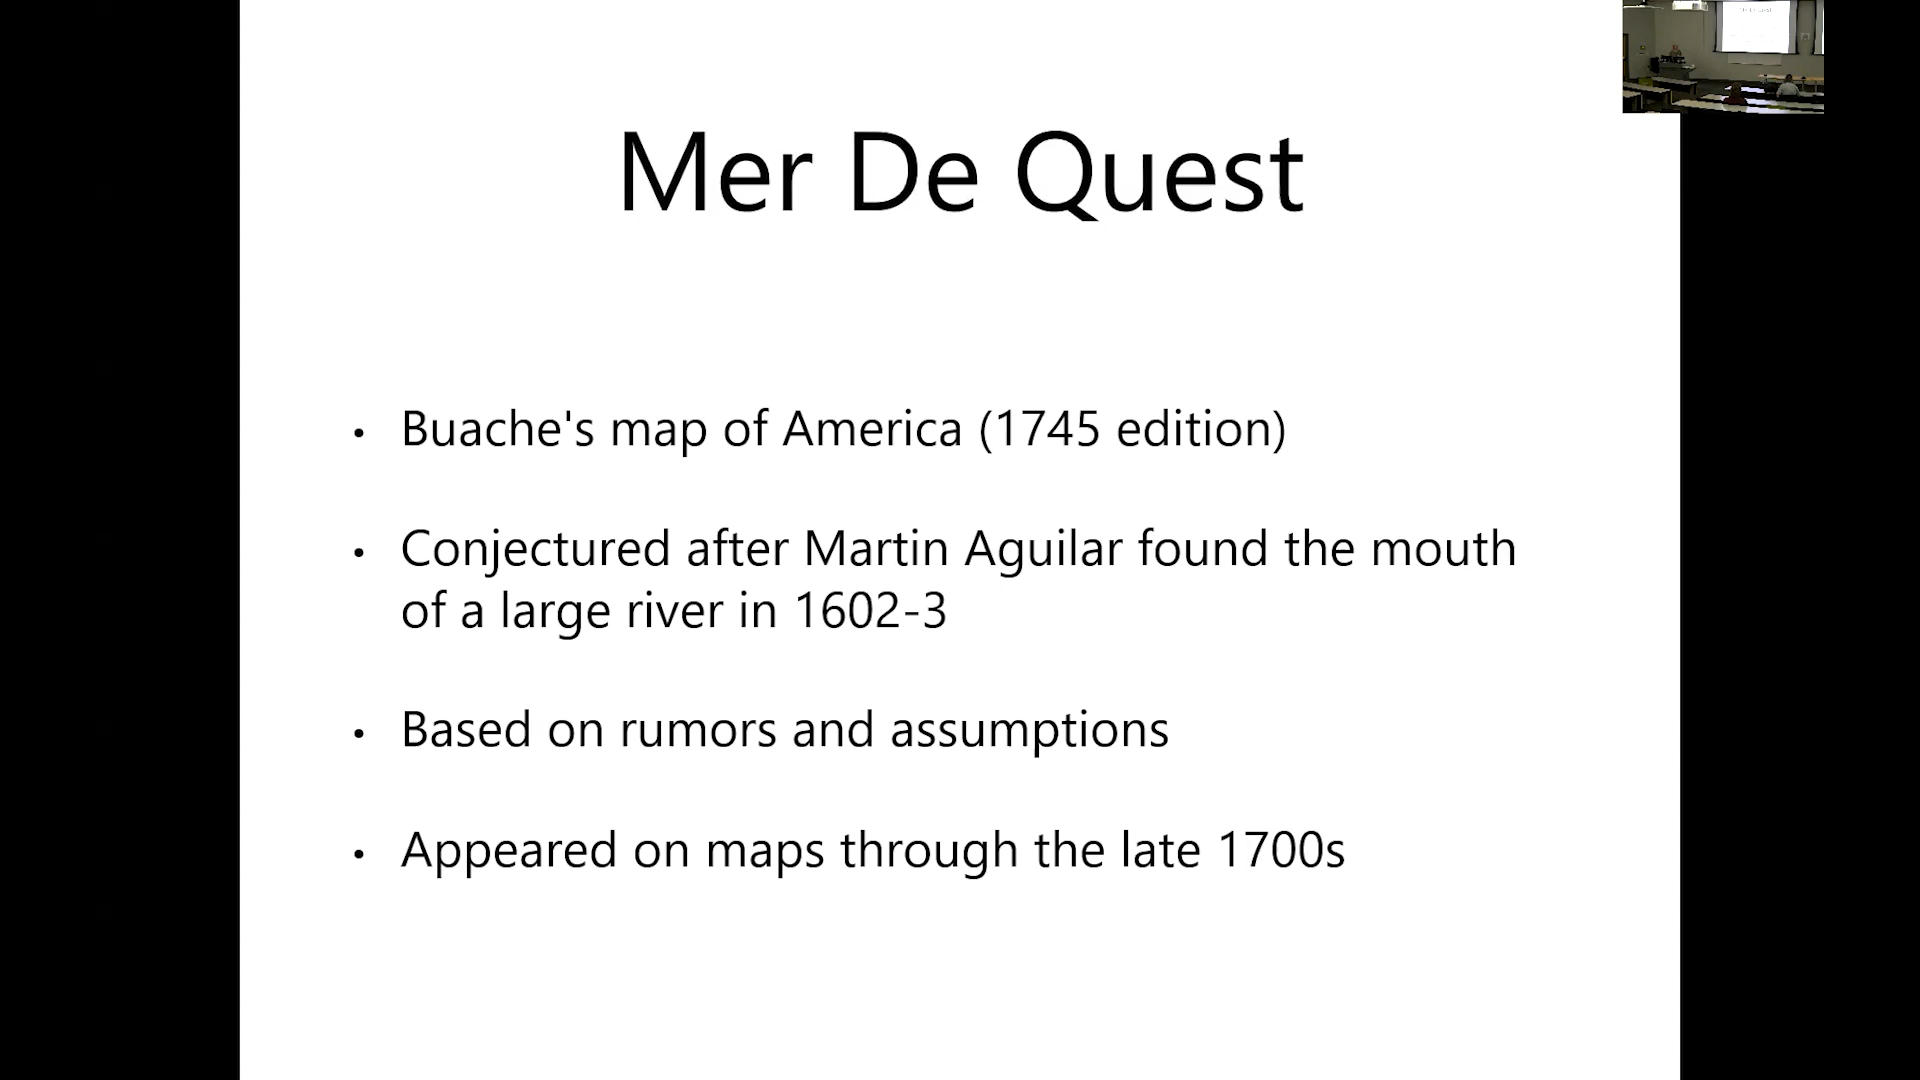 Mer De Quest
• Buache's map of America (1745 edition)
• Conjectured after Martin Aguilar found the mouth
of a large river in 1602-3
• Based on rumors and assumptions
• Appeared on maps through the late 1700s